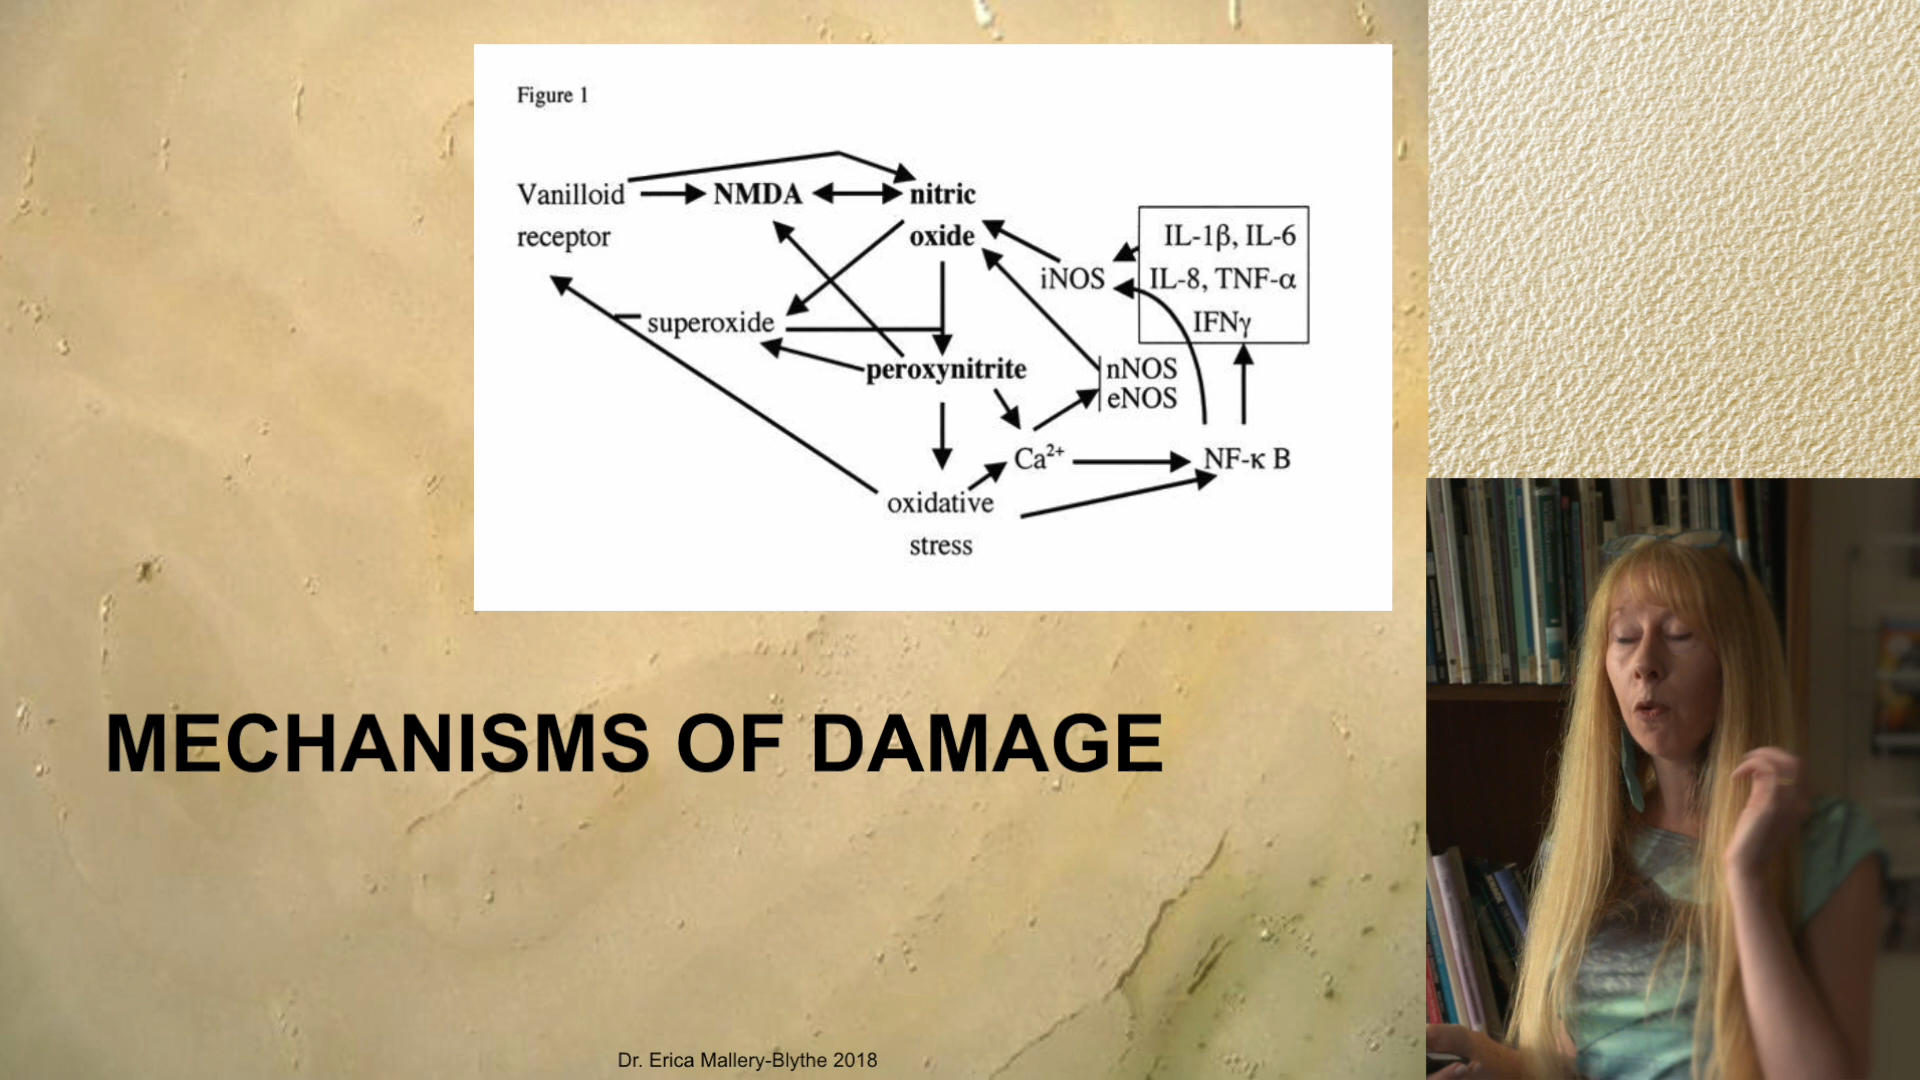 Figure 1
Vanilloid
receptor
NMDA
nitric
oxide
iNOS
IL-1β, IL-6
IL-8, TNF-α
IFNγ
superoxide
peroxynitrite
nNOS
eNOS
Ca²⁺
NF-κ B
oxidative
stress
MECHANISMS OF DAMAGE
Dr. Erica Mallery-Blythe 2018